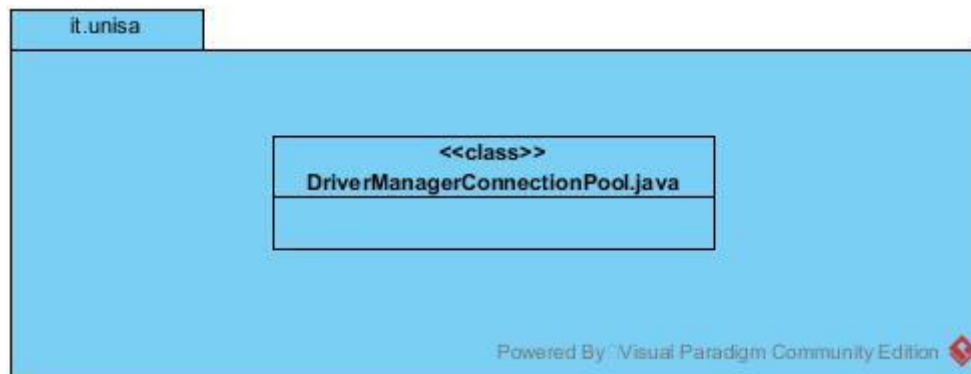 it.unisa
<<class>>
DriverManagerConnectionPool.java
Powered By Visual Paradigm Community Edition